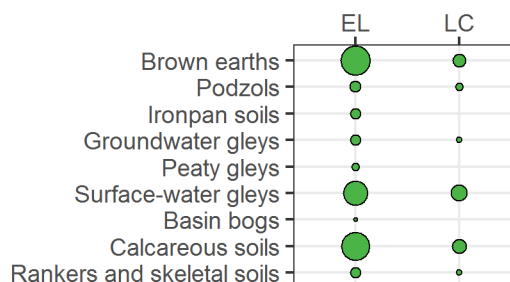 EL LC
Brown earths
Podzols
Ironpan soils
Groundwater gleys
Peaty gleys
Surface-water gleys
Basin bogs
Calcareous soils
Rankers and skeletal soils